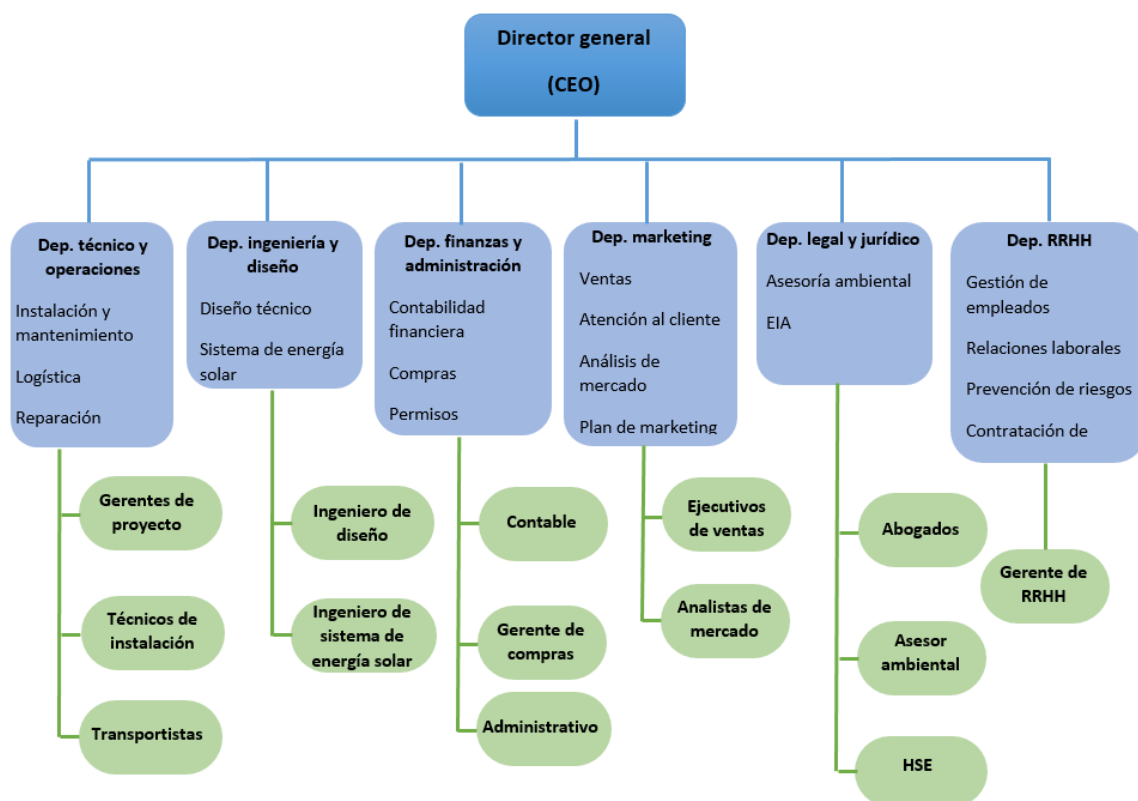 Director general
(CEO)
Dep. técnico y
operaciones
Instalación y
mantenimiento
Logística
Reparación
Dep. ingeniería y
diseño
Diseño técnico
Sistema de energía
solar
Dep. finanzas y
administración
Contabilidad
financiera
Compras
Permisos
Dep. marketing
Ventas
Atención al cliente
Análisis de
mercado
Plan de marketing
Dep. legal y jurídico
Asesoría ambiental
EIA
Dep. RRHH
Gestión de
empleados
Relaciones laborales
Prevención de riesgos
Contratación de
Gerentes de
proyecto
Técnicos de
instalación
Transportistas
Ingeniero de
diseño
Ingeniero de
sistema de
energía solar
Contable
Gerente de
compras
Administrativo
Ejecutivos
de ventas
Analistas de
mercado
Abogados
Asesor
ambiental
HSE
Gerente de
RRHH